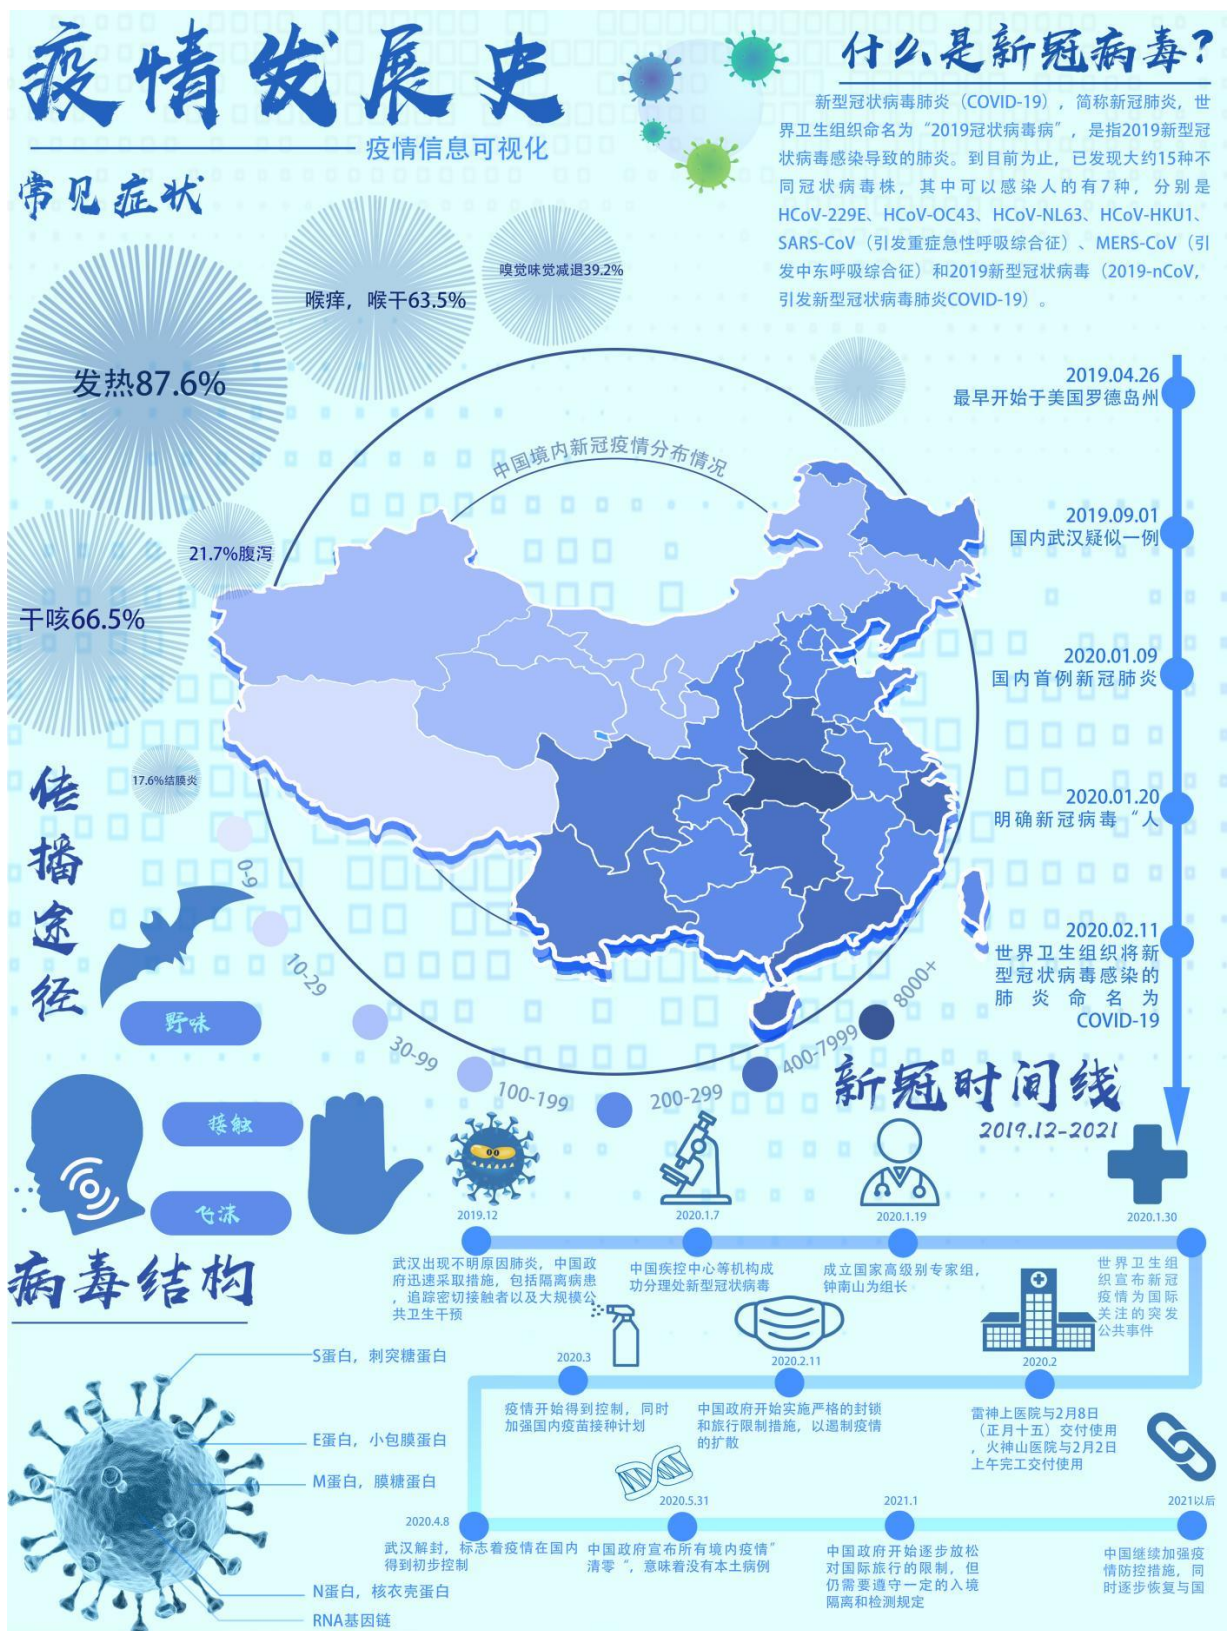 疫情发展史
疫情信息可视化
什么是新冠病毒?
新型冠状病毒肺炎（COVID-19），简称新冠肺炎，世
界卫生组织命名为“2019冠状病毒病”，是指2019新型冠
状病毒感染导致的肺炎。到目前为止，已发现大约15种不
同冠状病毒株，其中可以感染人的有7种，分别是
HCoV-229E、HCoV-OC43、HCoV-NL63、HCoV-HKU1、
SARS-CoV（引发重症急性呼吸综合征）、MERS-CoV（引
发中东呼吸综合征）和2019新型冠状病毒（2019-nCoV，
引发新型冠状病毒肺炎COVID-19）。
常见症状
嗅觉味觉减退39.2%
喉痒，喉干63.5%
发热87.6%
21.7%腹泻
干咳66.5%
17.6%结膜炎
中国境内新冠疫情分布情况
0-9
10-29
30-99
100-199
200-299
400-7999
8000+
2019.04.26
最早开始于美国罗德岛州
2019.09.01
国内武汉疑似一例
2020.01.09
国内首例新冠肺炎
2020.01.20
明确新冠病毒“人
2020.02.11
世界卫生组织将新
型冠状病毒感染的
肺炎命名为
COVID-19
传播途径
野味
接触
飞沫
新冠时间线
2019.12-2021
2019.12
武汉出现不明原因肺炎，中国政
府迅速采取措施，包括隔离病患
，追踪密切接触者以及大规模公
共卫生干预
2020.1.7
中国疾控中心等机构成
功分理处新型冠状病毒
2020.1.19
成立国家高级别专家组，
钟南山为组长
2020.1.30
世界卫生组
织宣布新冠
疫情为国际
关注的突发
公共事件
2020.3
疫情开始得到控制，同时
加强国内疫苗接种计划
2020.2.11
中国政府开始实施严格的封锁
和旅行限制措施，以遏制疫情
的扩散
2020.2
雷神上医院与2月8日
（正月十五）交付使用
，火神山医院与2月2日
上午完工交付使用
2020.4.8
武汉解封，标志着疫情在国内
得到初步控制
2020.5.31
中国政府宣布所有境内疫情”
清零“，意味着没有本土病例
2021.1
中国政府开始逐步放松
对国际旅行的限制，但
仍需要遵守一定的入境
隔离和检测规定
2021以后
中国继续加强疫
情防控措施，同
时逐步恢复与国
病毒结构
S蛋白，刺突糖蛋白
E蛋白，小包膜蛋白
M蛋白，膜糖蛋白
N蛋白，核衣壳蛋白
RNA基因链